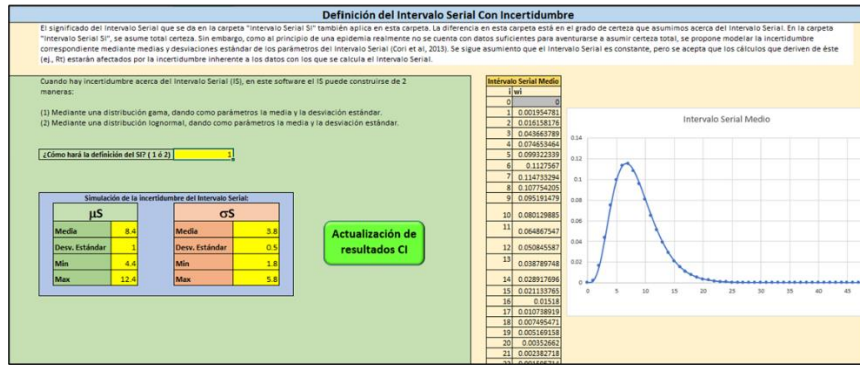 Definición del Intervalo Serial Con Incertidumbre
El significado del Intervalo Serial que se da en la carpeta "Intervalo Serial SI" también aplica en esta carpeta. La diferencia en esta carpeta está en el grado de certeza que asumimos acerca del Intervalo Serial. En la carpeta
"Intervalo Serial SI", se asume total certeza. Sin embargo, como al principio de una epidemia realmente no se cuenta con datos suficientes para aventurarse a asumir certeza total, se propone modelar la incertidumbre
correspondiente mediante medias y desviaciones estándar de los parámetros del Intervalo Serial (Cori et al, 2013). Se sigue asumiento que el Intervalo Serial es constante, pero se acepta que los cálculos que deriven de éste
(ej., Rt) estarán afectados por la incertidumbre inherente a los datos con los que se calcula el Intervalo Serial.
Cuando hay incertidumbre acerca del Intervalo Serial (IS), en este software el IS puede construirse de 2
maneras:
(1) Mediante una distribución gama, dando como parámetros la media y la desviación estándar.
(2) Mediante una distribución lognormal, dando como parámetros la media y la desviación estándar.
¿Cómo hará la definición del SI? ( 1 ó 2) 1
Simulación de la incertidumbre del Intervalo Serial:
µS
Media 8.4
Desv. Estándar 1
Min 4.4
Max 12.4
σS
Media 3.8
Desv. Estándar 0.5
Min 1.8
Max 5.8
Actualización de
resultados CI
Intérvalo Serial Medio
i wi
0 0
1 0.001954781
2 0.016158176
3 0.043663789
4 0.074653464
5 0.099322339
6 0.1127567
7 0.114733294
8 0.107754205
9 0.095191479
10 0.080129885
11 0.064867547
12 0.050845587
13 0.038789748
14 0.028917696
15 0.021133765
16 0.01518
17 0.010738919
18 0.007495471
19 0.005169158
20 0.00352662
21 0.002382718
Intervalo Serial Medio
0.14
0.12
0.1
0.08
0.06
0.04
0.02
0
0 5 10 15 20 25 30 35 40 45